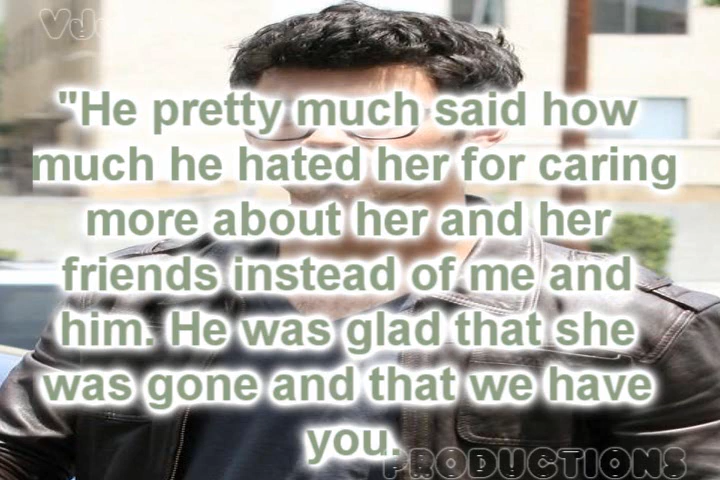 "He pretty much said how
much he hated her for caring
more about her and her
friends instead of me and
him. He was glad that she
was gone and that we have
you.
PRODUCTIONS